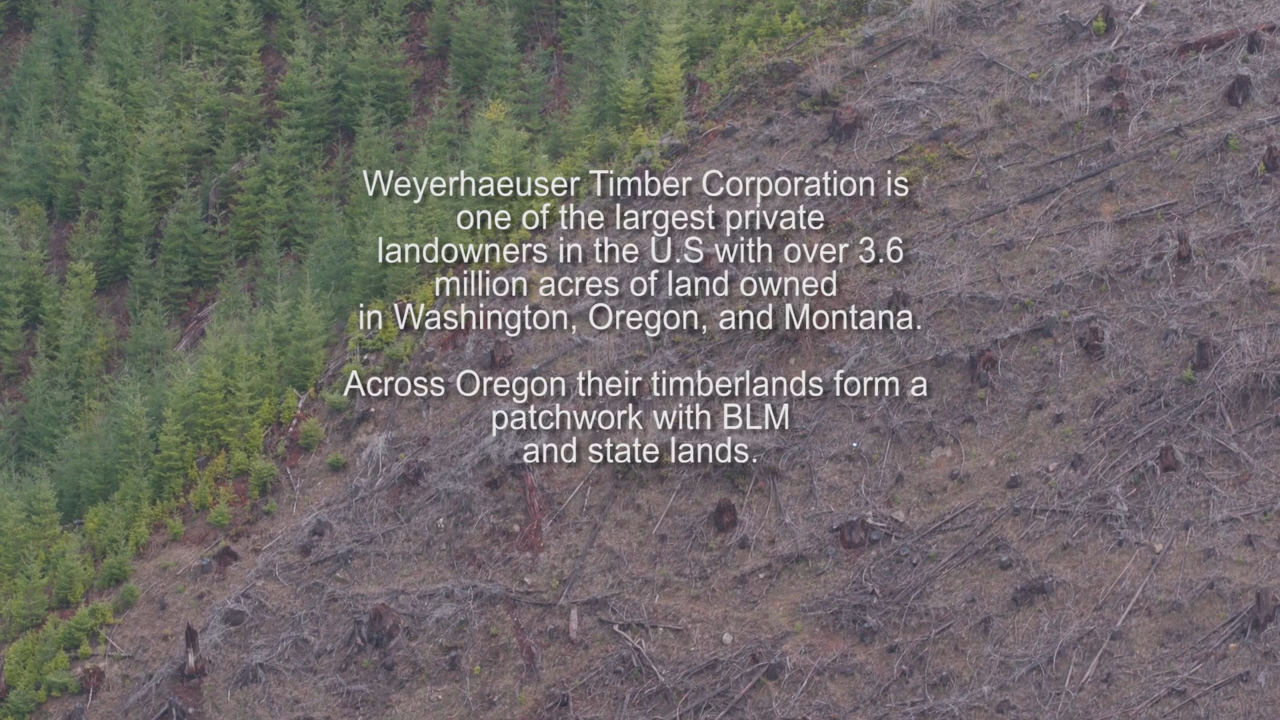 Weyerhaeuser Timber Corporation is
one of the largest private
landowners in the U.S with over 3.6
million acres of land owned
in Washington, Oregon, and Montana.
Across Oregon their timberlands form a
patchwork with BLM
and state lands.